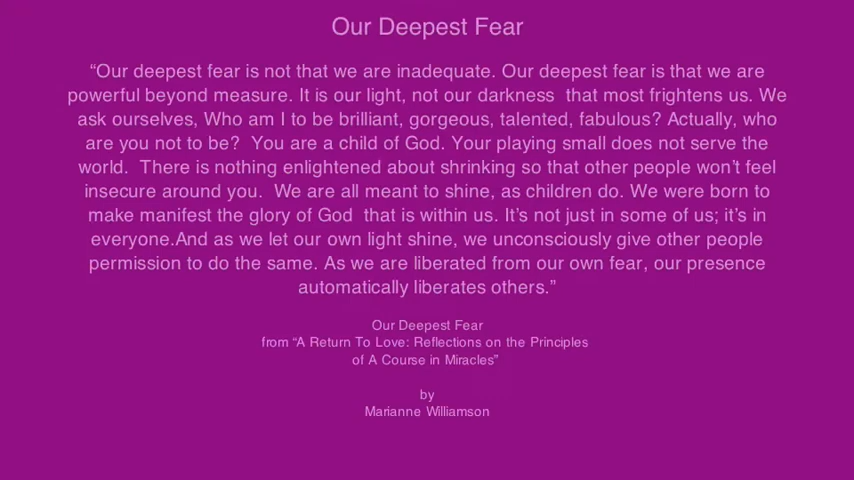 Our Deepest Fear
“Our deepest fear is not that we are inadequate. Our deepest fear is that we are
powerful beyond measure. It is our light, not our darkness  that most frightens us. We
ask ourselves, Who am I to be brilliant, gorgeous, talented, fabulous? Actually, who
are you not to be?  You are a child of God. Your playing small does not serve the
world.  There is nothing enlightened about shrinking so that other people won’t feel
insecure around you.  We are all meant to shine, as children do. We were born to
make manifest the glory of God  that is within us. It’s not just in some of us; it’s in
everyone.And as we let our own light shine, we unconsciously give other people
permission to do the same. As we are liberated from our own fear, our presence
automatically liberates others.”
Our Deepest Fear
from “A Return To Love: Reflections on the Principles
of A Course in Miracles”
by
Marianne Williamson